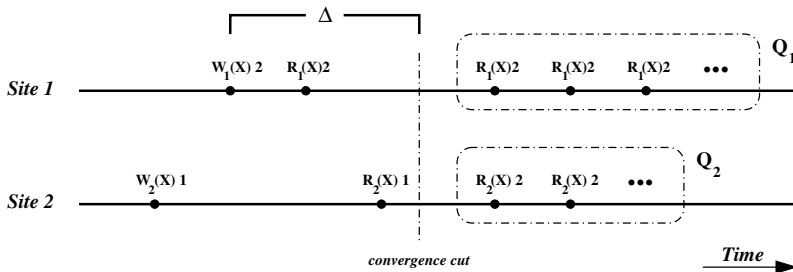 Δ
Q1
W1(X) 2 R1(X)2 R1(X)2 R1(X)2 R1(X)2 •••
Site 1
Q2
W2(X) 1 R2(X) 1 R2(X) 2 R2(X) 2 •••
Site 2
convergence cut
Time